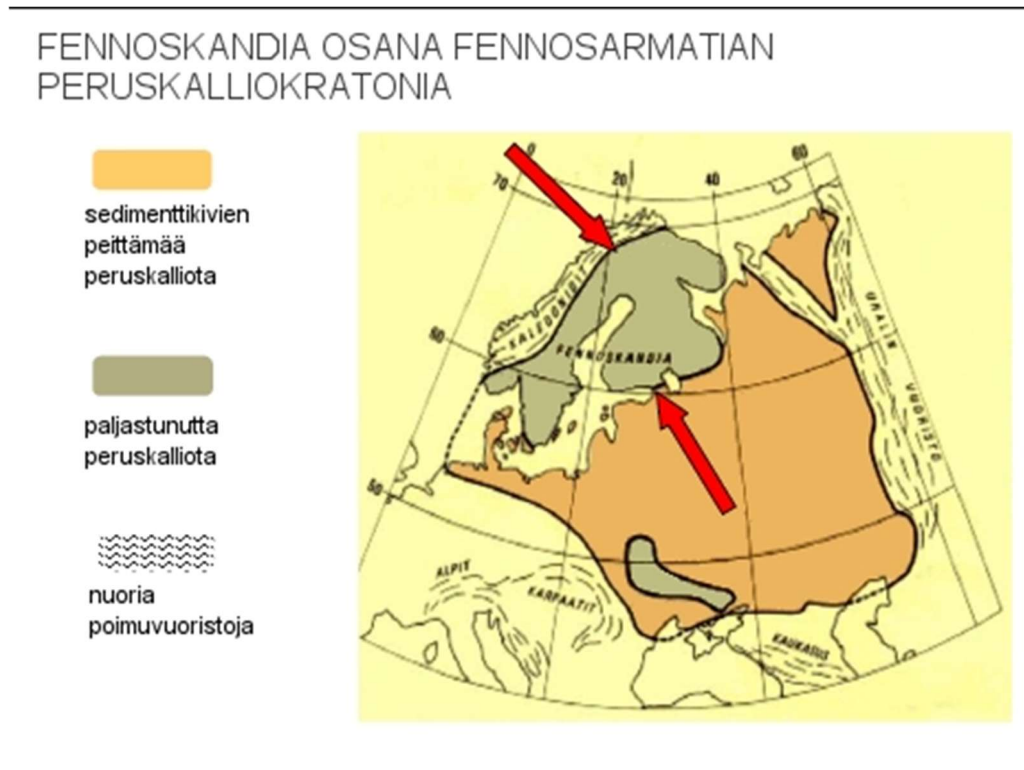 FENNOSKANDIA OSANA FENNOSARMATIAN
PERUSKALLIOKRATONIA
sedimenttikivien
peittämää
peruskalliota
paljastunutta
peruskalliota
nuoria
poimuvuoristoja
0
20
40
60
70
60
50
KALEDONIDIT
FENNOSKANDIA
URALIN
VUORISTO
ALPIT
KARPAATIT
KAUKASUS